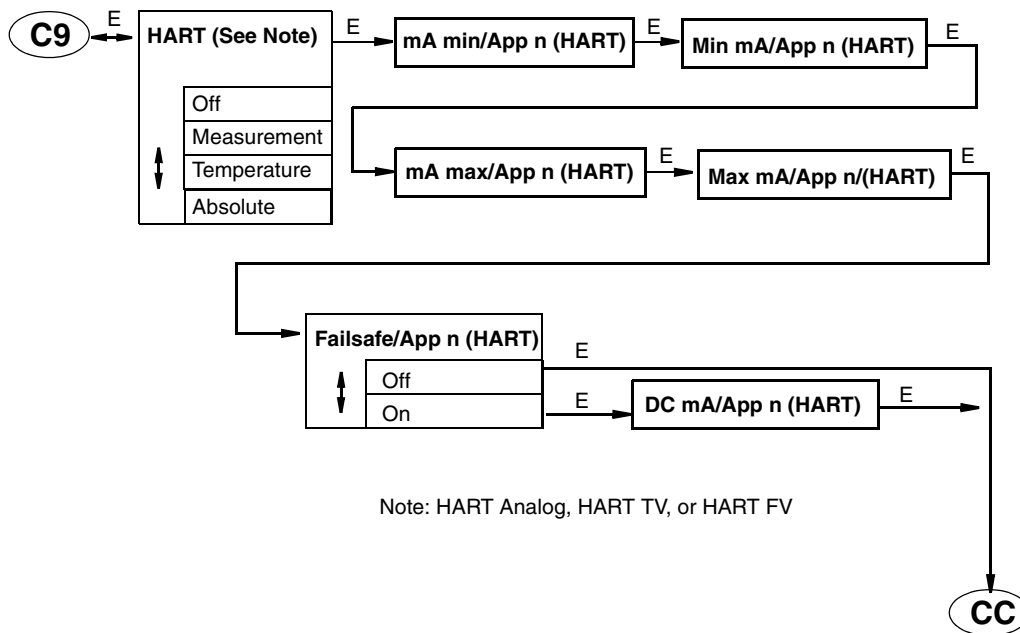 C9
E
HART (See Note)
E
mA min/App n (HART)
E
Min mA/App n (HART)
E
Off
Measurement
Temperature
Absolute
mA max/App n (HART)
E
Max mA/App n/(HART)
E
Failsafe/App n (HART)
E
Off
On
E
DC mA/App n (HART)
E
Note: HART Analog, HART TV, or HART FV
CC